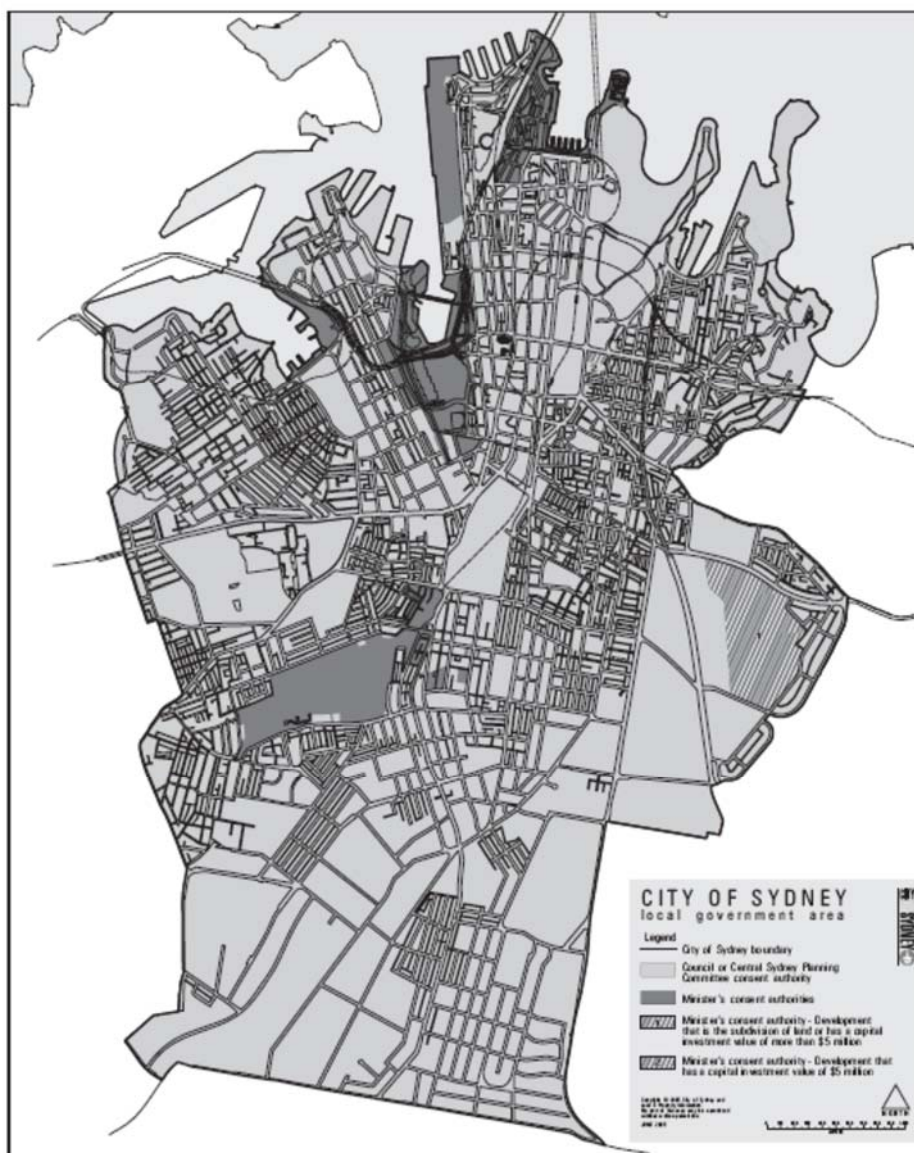 CITY OF SYDNEY
local government area
SYDNEY
Legend
City of Sydney boundary
Council or Central Sydney Planning
Committee consent authority
Minister's consent authorities
Minister's consent authority - Development
that is the subdivision of land or has a capital
investment value of more than $5 million
Minister's consent authority - Development that
has a capital investment value of $5 million
NORTH